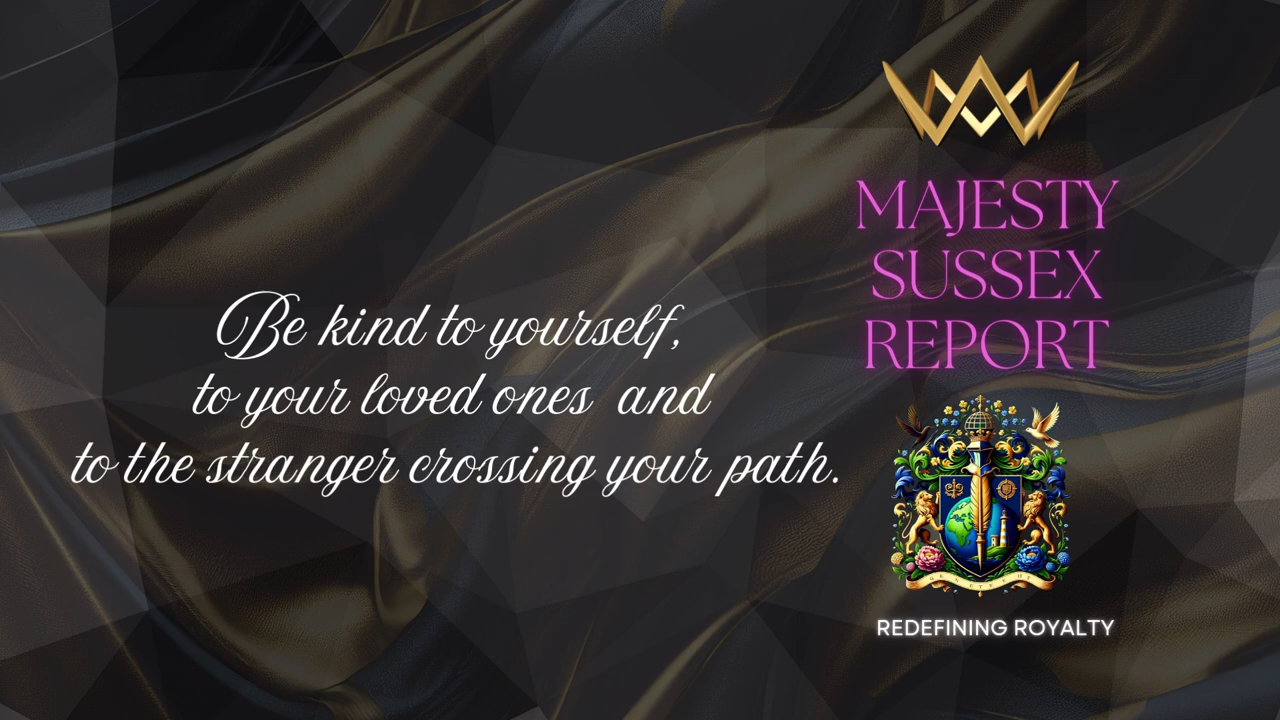 Be kind to yourself,
to your loved ones and
to the stranger crossing your path.
MAJESTY
SUSSEX
REPORT
REDEFINING ROYALTY